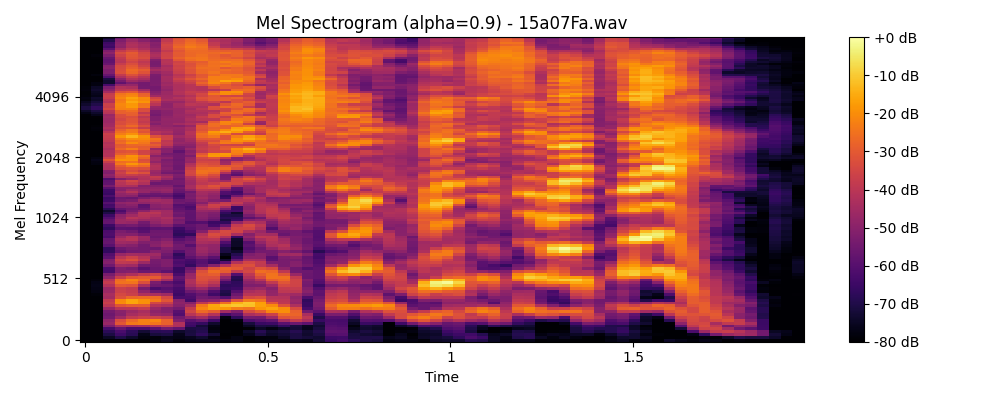 Mel Spectrogram (alpha=0.9) - 15a07Fa.wav
Mel Frequency
4096
2048
1024
512
0
0
0.5
1
1.5
Time
+0 dB
-10 dB
-20 dB
-30 dB
-40 dB
-50 dB
-60 dB
-70 dB
-80 dB